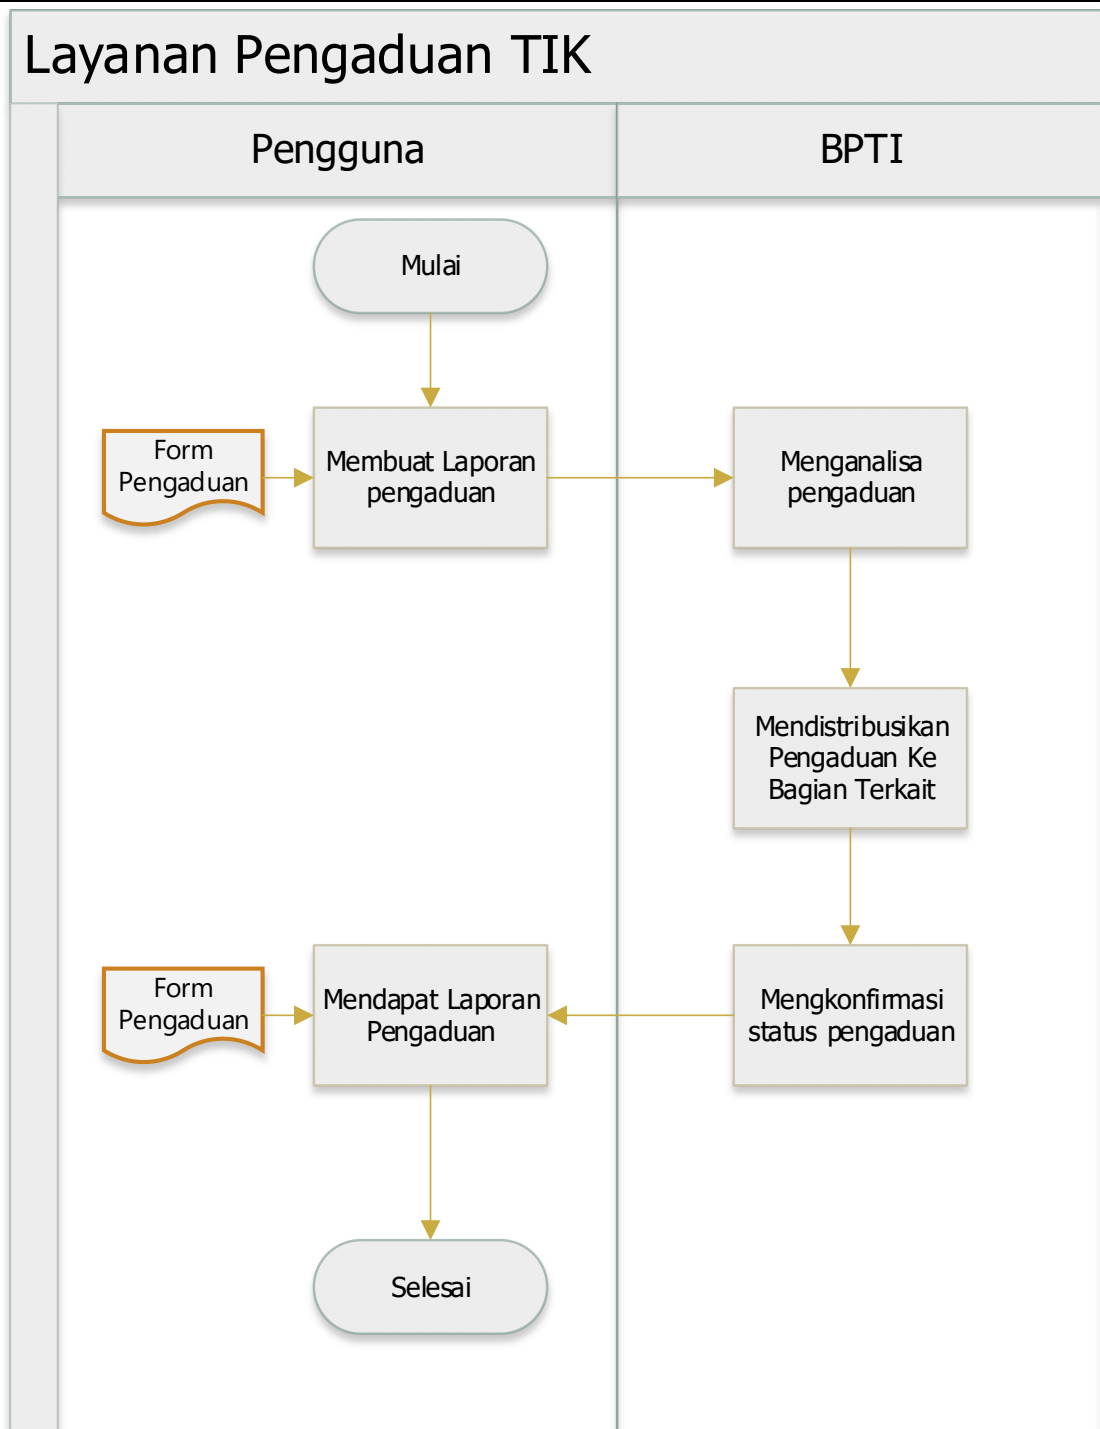 Layanan Pengaduan TIK
Pengguna
BPTI
Mulai
Form
Pengaduan
Membuat Laporan
pengaduan
Menganalisa
pengaduan
Mendistribusikan
Pengaduan Ke
Bagian Terkait
Form
Pengaduan
Mendapat Laporan
Pengaduan
Mengkonfirmasi
status pengaduan
Selesai